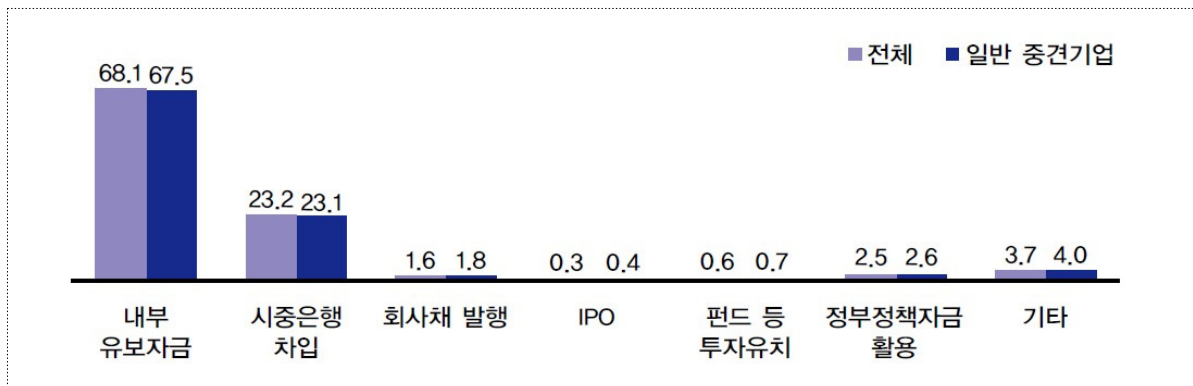 전체 일반 중견기업
68.1 67.5
23.2 23.1
1.6 1.8
0.3 0.4
0.6 0.7
2.5 2.6
3.7 4.0
내부
유보자금
시중은행
차입
회사채 발행
IPO
펀드 등
투자유치
정부정책자금
활용
기타